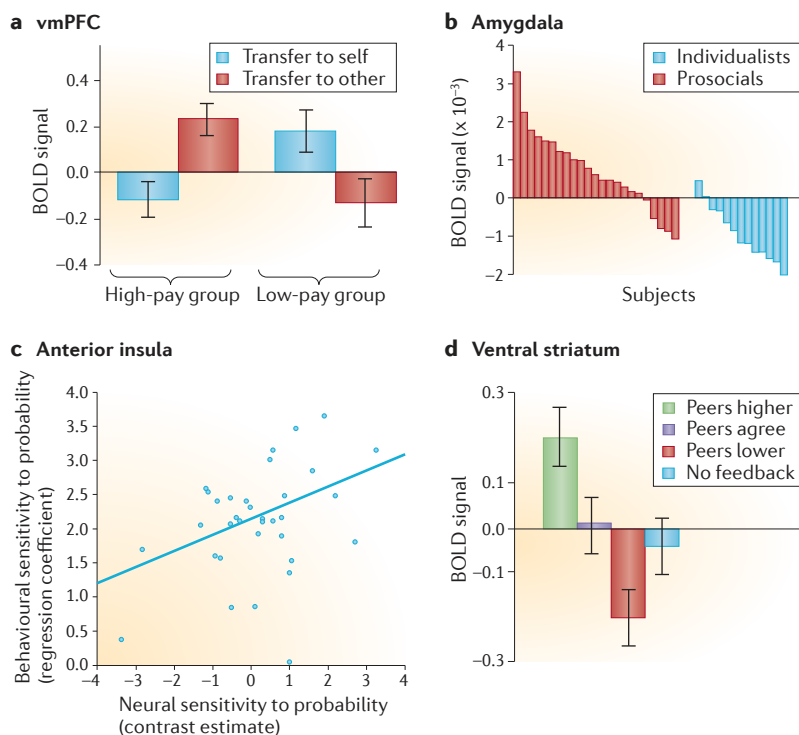 a vmPFC
BOLD signal
0.4
0.2
0.0
−0.2
−0.4
Transfer to self
Transfer to other
High-pay group
Low-pay group
b Amygdala
BOLD signal (x 10⁻³)
4
3
2
1
0
−1
−2
Individualists
Prosocials
Subjects
c Anterior insula
Behavioural sensitivity to probability
(regression coefficient)
4.0
3.5
3.0
2.5
2.0
1.5
1.0
0.5
0.0
−4 −3 −2 −1 0 1 2 3 4
Neural sensitivity to probability
(contrast estimate)
d Ventral striatum
BOLD signal
0.3
0.1
0.0
−0.1
−0.3
Peers higher
Peers agree
Peers lower
No feedback